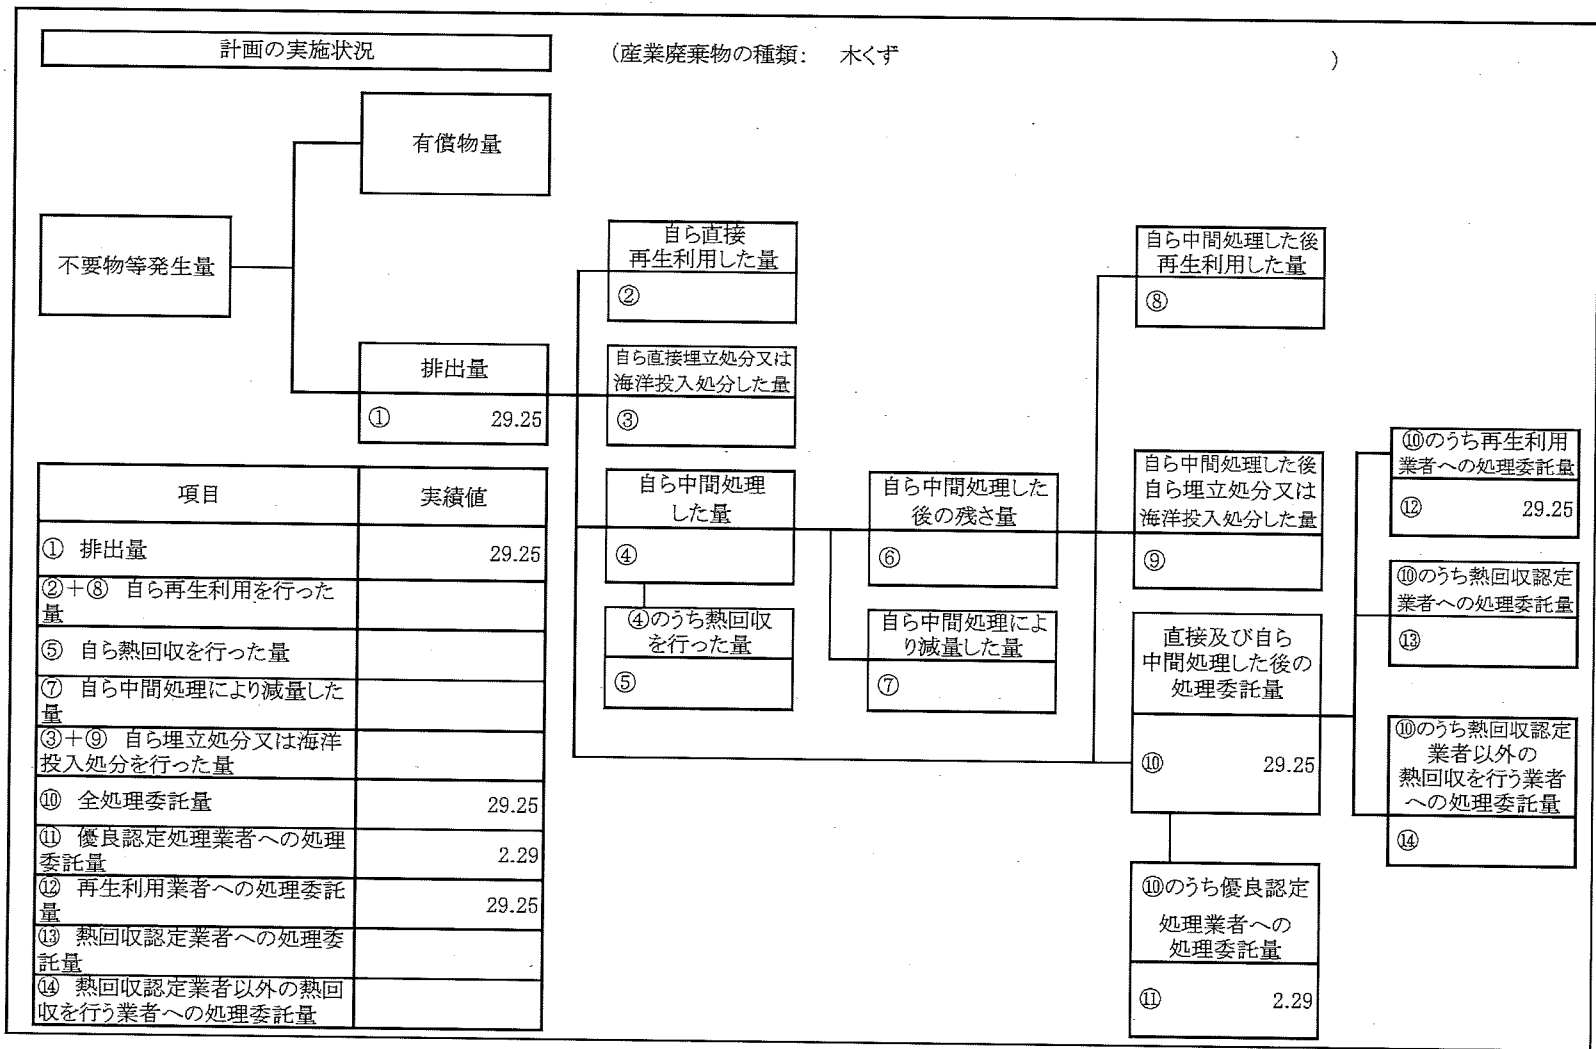 計画の実施状況
(産業廃棄物の種類： 木くず )
有償物量
不要物等発生量
排出量
① 29.25
自ら直接
再生利用した量
②
自ら直接埋立処分又は
海洋投入処分した量
③
自ら中間処理
した量
④
④のうち熱回収
を行った量
⑤
自ら中間処理した
後の残さ量
⑥
自ら中間処理によ
り減量した量
⑦
自ら中間処理した後
再生利用した量
⑧
自ら中間処理した後
自ら埋立処分又は
海洋投入処分した量
⑨
直接及び自ら
中間処理した後の
処理委託量
⑩ 29.25
⑩のうち優良認定
処理業者への
処理委託量
⑪ 2.29
⑩のうち再生利用
業者への処理委託量
⑫ 29.25
⑩のうち熱回収認定
業者への処理委託量
⑬
⑩のうち熱回収認定
業者以外の
熱回収を行う業者
への処理委託量
⑭
項目 実績値
① 排出量 29.25
②＋⑧ 自ら再生利用を行った
量
⑤ 自ら熱回収を行った量
⑦ 自ら中間処理により減量した
量
③＋⑨ 自ら埋立処分又は海洋
投入処分を行った量
⑩ 全処理委託量 29.25
⑪ 優良認定処理業者への処理
委託量 2.29
⑫ 再生利用業者への処理委託
量 29.25
⑬ 熱回収認定業者への処理委
託量
⑭ 熱回収認定業者以外の熱回
収を行う業者への処理委託量